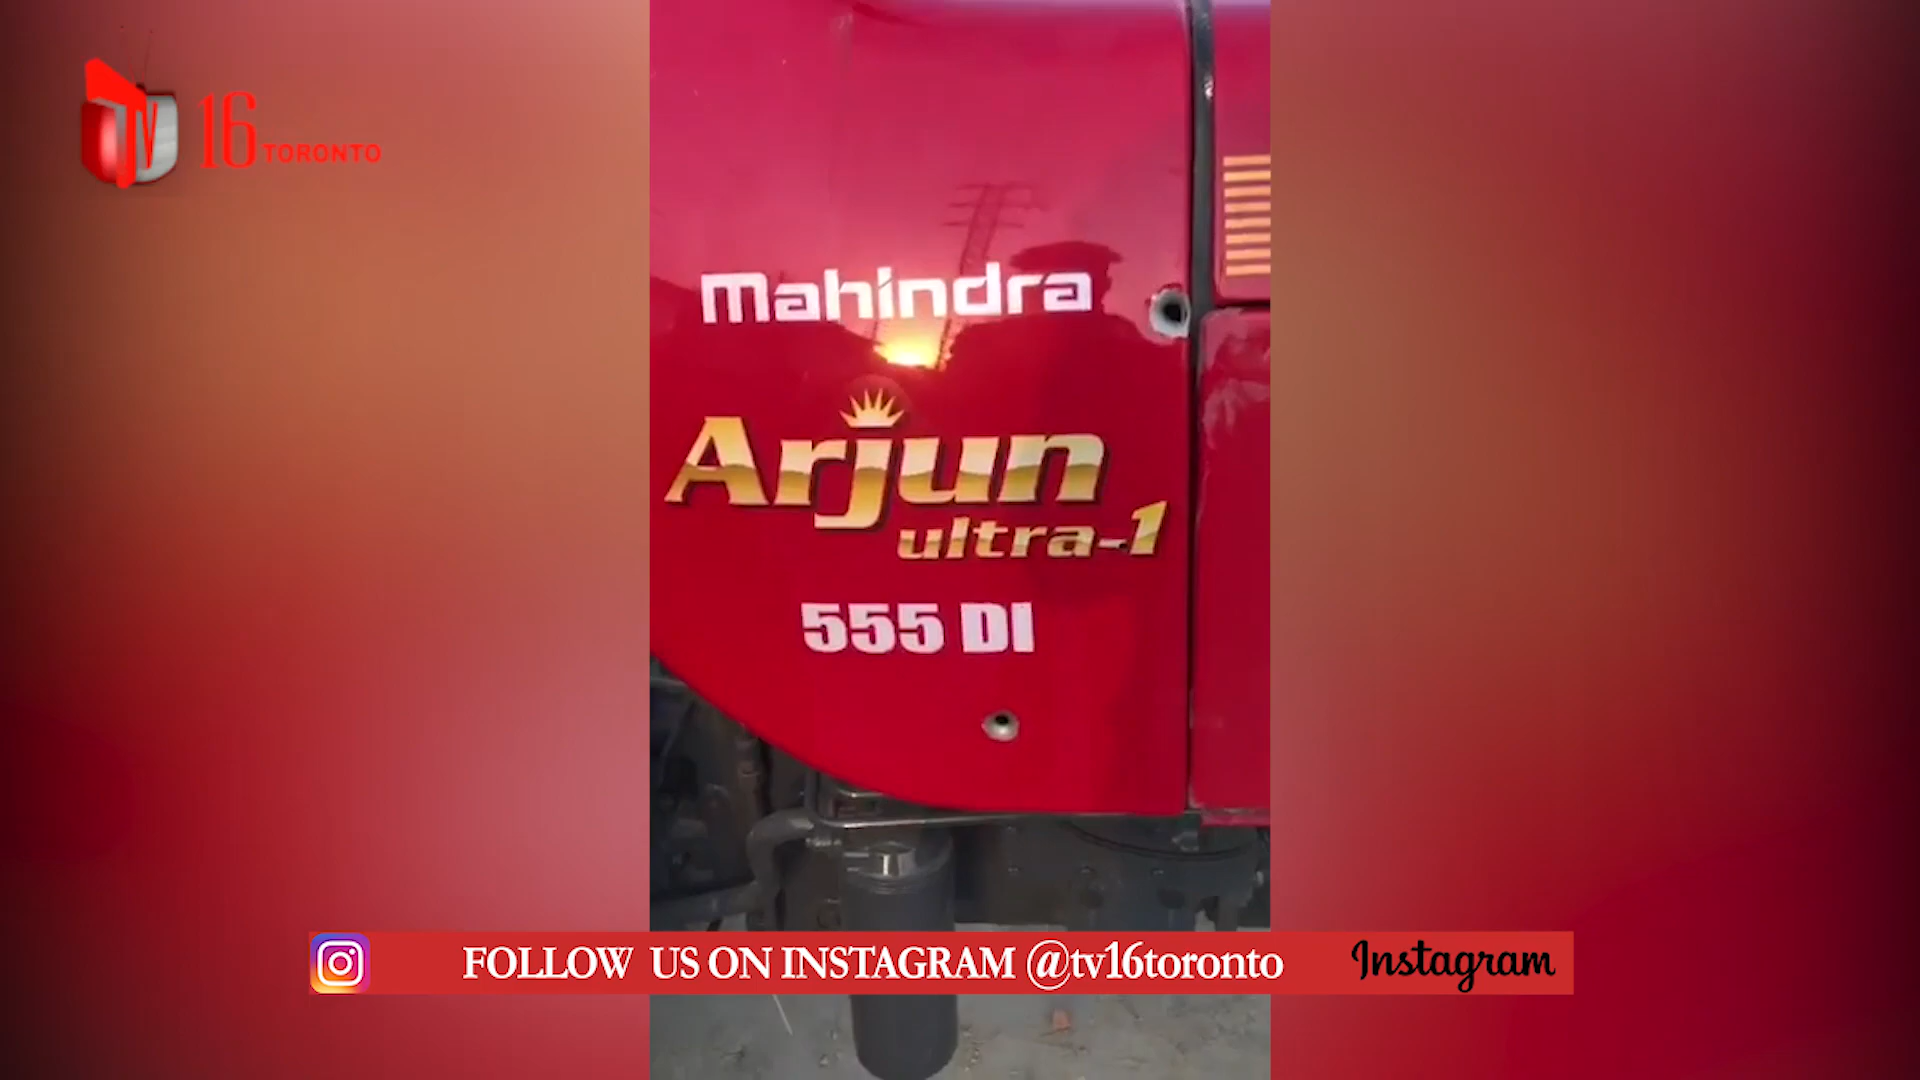 TV 16 TORONTO
Mahindra
Arjun
ultra-1
555 DI
FOLLOW US ON INSTAGRAM @tv16toronto Instagram